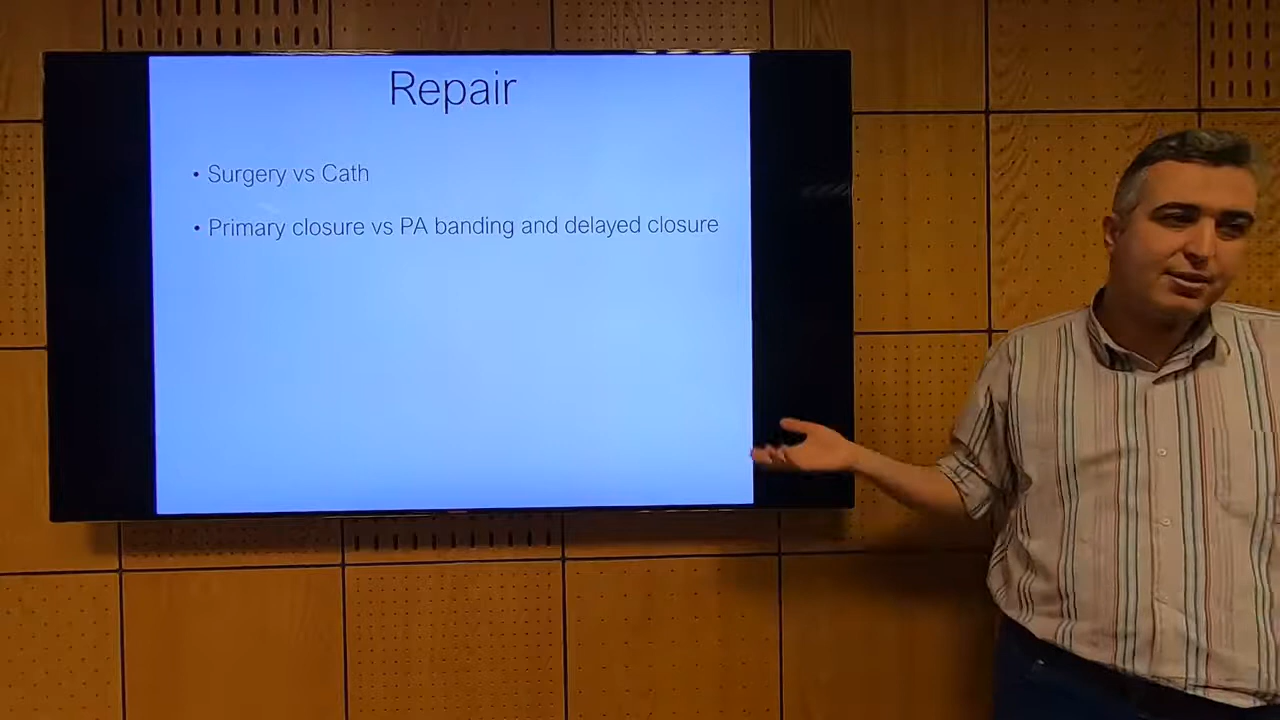 Repair
• Surgery vs Cath
• Primary closure vs PA banding and delayed closure